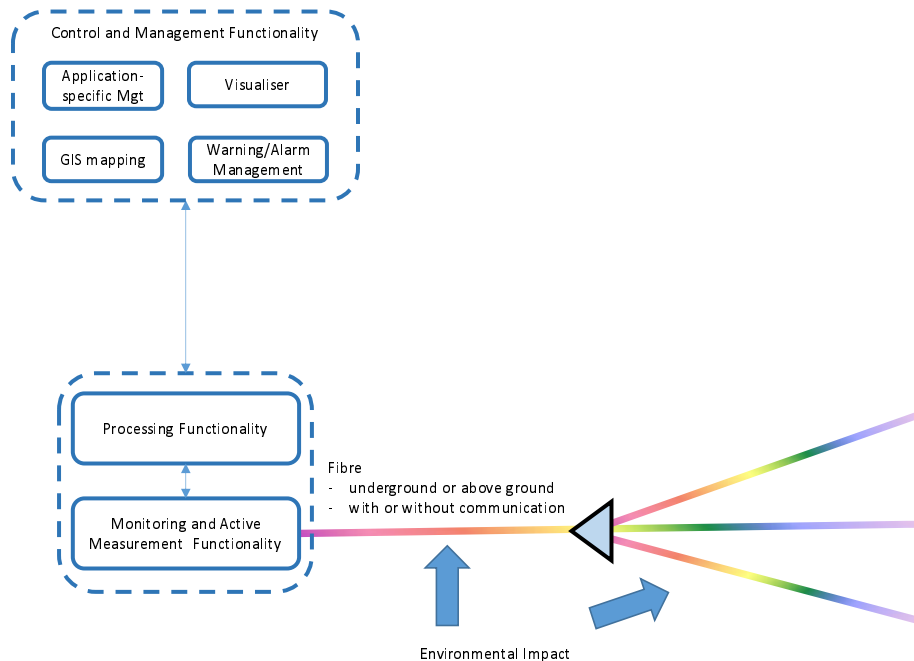 Control and Management Functionality
Application-
specific Mgt
Visualiser
GIS mapping
Warning/Alarm
Management
Processing Functionality
Monitoring and Active
Measurement Functionality
Fibre
- underground or above ground
- with or without communication
Environmental Impact